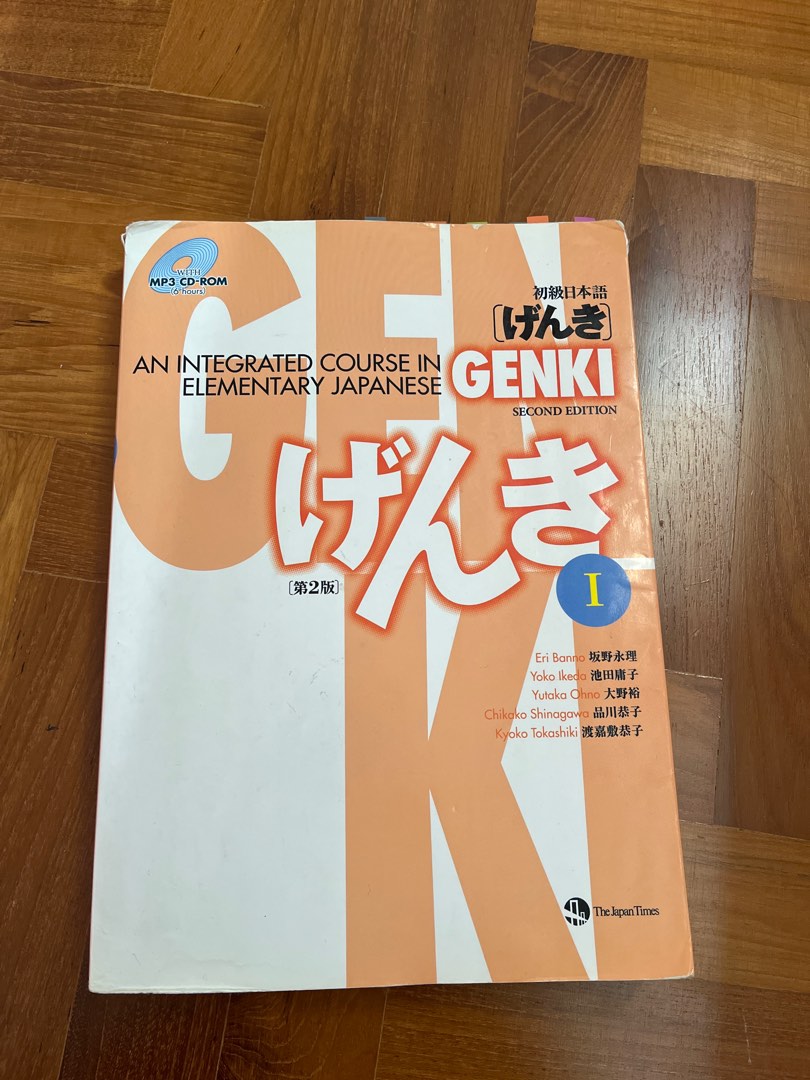 WITH
MP3 CD-ROM
(6 hours)
初級日本語
[げんき]
AN INTEGRATED COURSE IN
ELEMENTARY JAPANESE
GENKI
SECOND EDITION
GEN
KI
げんき
[第2版]
I
Eri Banno 坂野永理
Yoko Ikeda 池田庸子
Yutaka Ohno 大野裕
Chikako Shinagawa 品川恭子
Kyoko Tokashiki 渡嘉敷恭子
The Japan Times